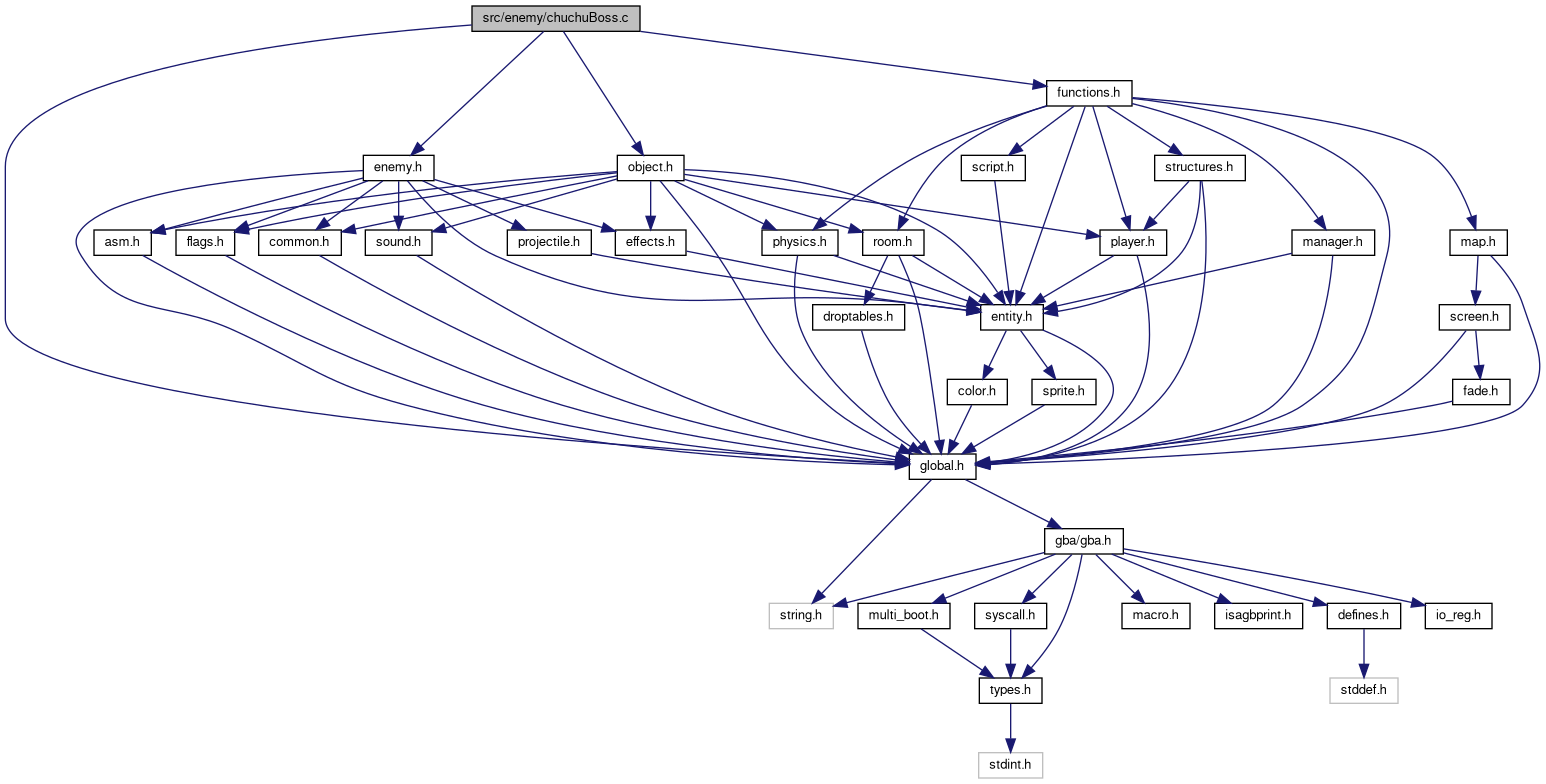 src/enemy/chuchuBoss.c
functions.h
enemy.h
object.h
script.h
structures.h
asm.h
flags.h
common.h
sound.h
projectile.h
effects.h
physics.h
room.h
player.h
manager.h
map.h
droptables.h
entity.h
screen.h
color.h
sprite.h
fade.h
global.h
gba/gba.h
string.h
multi_boot.h
syscall.h
macro.h
isagbprint.h
defines.h
io_reg.h
types.h
stddef.h
stdint.h